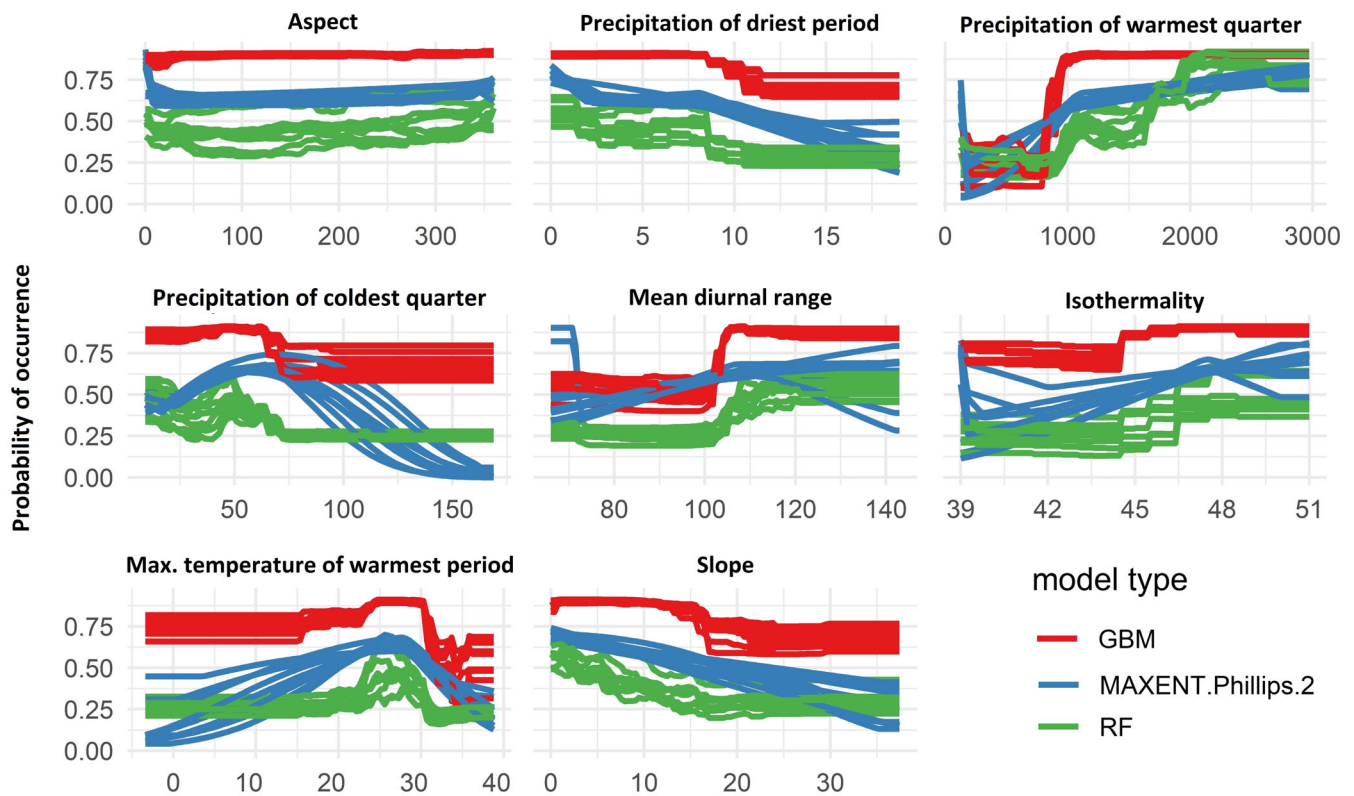 Aspect
Precipitation of driest period
Precipitation of warmest quarter
0.75
0.50
0.25
0.00
0 100 200 300
0 5 10 15
0 1000 2000 3000
Probability of occurrence
Precipitation of coldest quarter
Mean diurnal range
Isothermality
0.75
0.50
0.25
0.00
50 100 150
80 100 120 140
39 42 45 48 51
Max. temperature of warmest period
Slope
0.75
0.50
0.25
0.00
0 10 20 30 40
0 10 20 30
model type
GBM
MAXENT.Phillips.2
RF